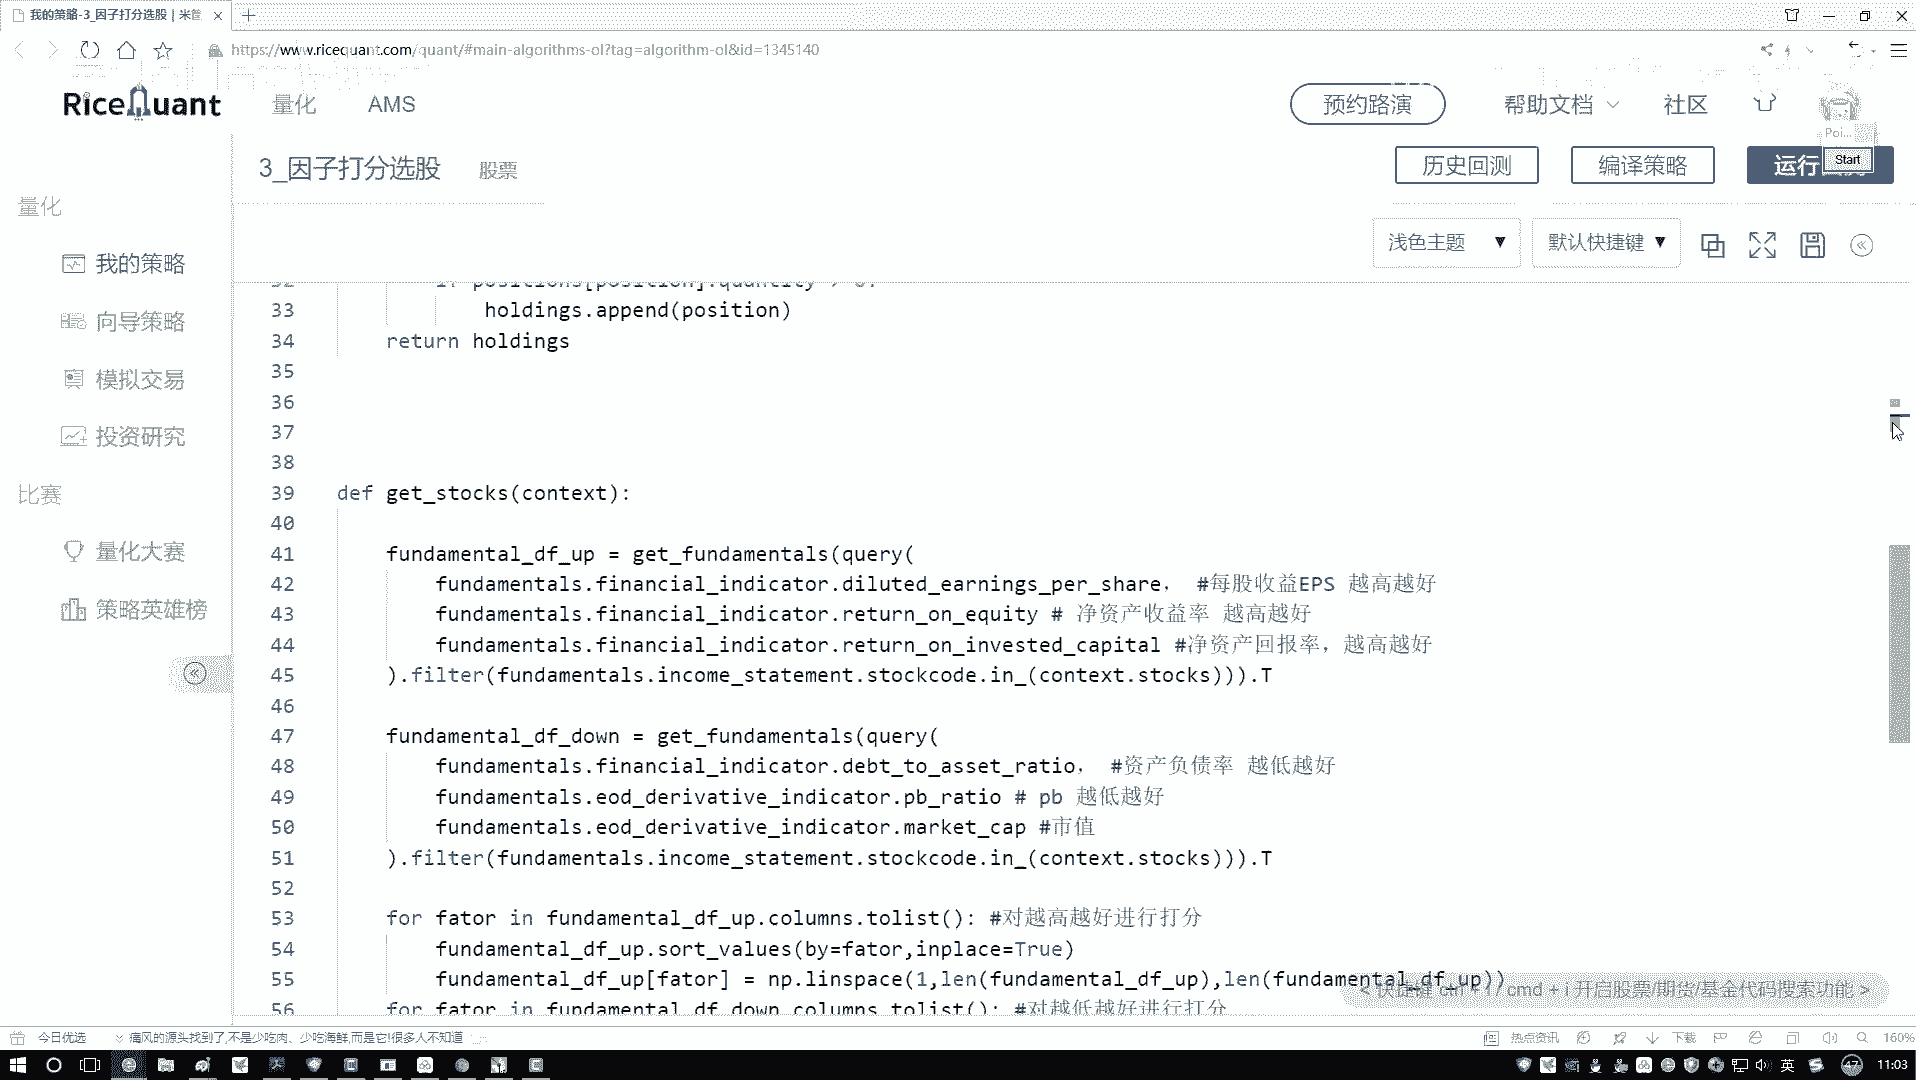 我的策略-3_因子打分选股 | 米筐
https://www.ricequant.com/quant/#main-algorithms-ol?tag=algorithm-ol&id=1345140
RiceQuant
量化
AMS
预约路演
帮助文档
社区
Poi...
3_因子打分选股
股票
历史回测
编译策略
运行
Start
量化
我的策略
向导策略
模拟交易
投资研究
比赛
量化大赛
策略英雄榜
浅色主题
默认快捷键
32 if positions[position].quantity > 0:
33 holdings.append(position)
34 return holdings
35
36
37
38
39 def get_stocks(context):
40
41 fundamental_df_up = get_fundamentals(query(
42 fundamentals.financial_indicator.diluted_earnings_per_share， #每股收益EPS 越高越好
43 fundamentals.financial_indicator.return_on_equity # 净资产收益率 越高越好
44 fundamentals.financial_indicator.return_on_invested_capital #净资产回报率，越高越好
45 ).filter(fundamentals.income_statement.stockcode.in_(context.stocks))).T
46
47 fundamental_df_down = get_fundamentals(query(
48 fundamentals.financial_indicator.debt_to_asset_ratio， #资产负债率 越低越好
49 fundamentals.eod_derivative_indicator.pb_ratio # pb 越低越好
50 fundamentals.eod_derivative_indicator.market_cap #市值
51 ).filter(fundamentals.income_statement.stockcode.in_(context.stocks))).T
52
53 for fator in fundamental_df_up.columns.tolist(): #对越高越好进行打分
54 fundamental_df_up.sort_values(by=fator,inplace=True)
55 fundamental_df_up[fator] = np.linspace(1,len(fundamental_df_up),len(fundamental_df_up))
56 for fator in fundamental_df_down.columns.tolist(): #对越低越好进行打分
< 快捷键 ctrl + i / cmd + i 开启股票/期货/基金代码搜索功能 >
今日优选
痛风的源头找到了,不是少吃肉、少吃海鲜,而是它!很多人不知道
热点资讯
下载
160%
英
47
11:03